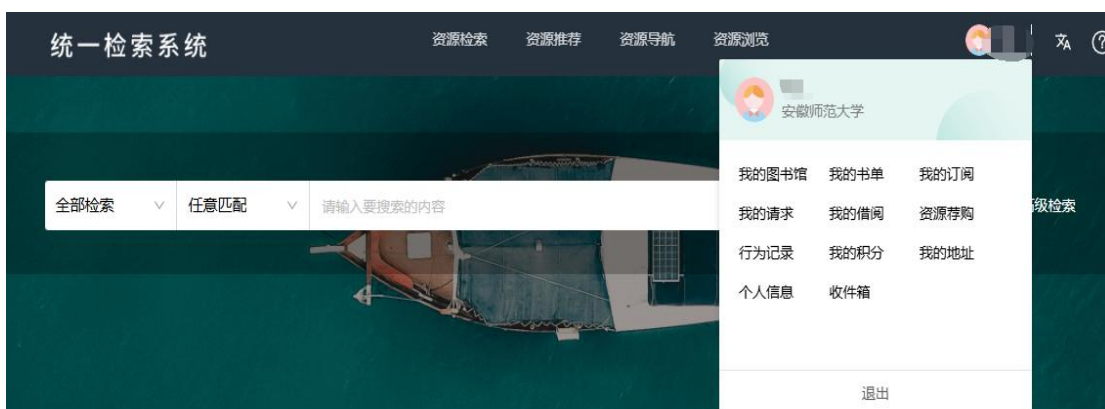 统一检索系统
资源检索 资源推荐 资源导航 资源浏览
安徽师范大学
我的图书馆 我的书单 我的订阅
全部检索 任意匹配 请输入要搜索的内容
级检索
我的请求 我的借阅 资源荐购
行为记录 我的积分 我的地址
个人信息 收件箱
退出